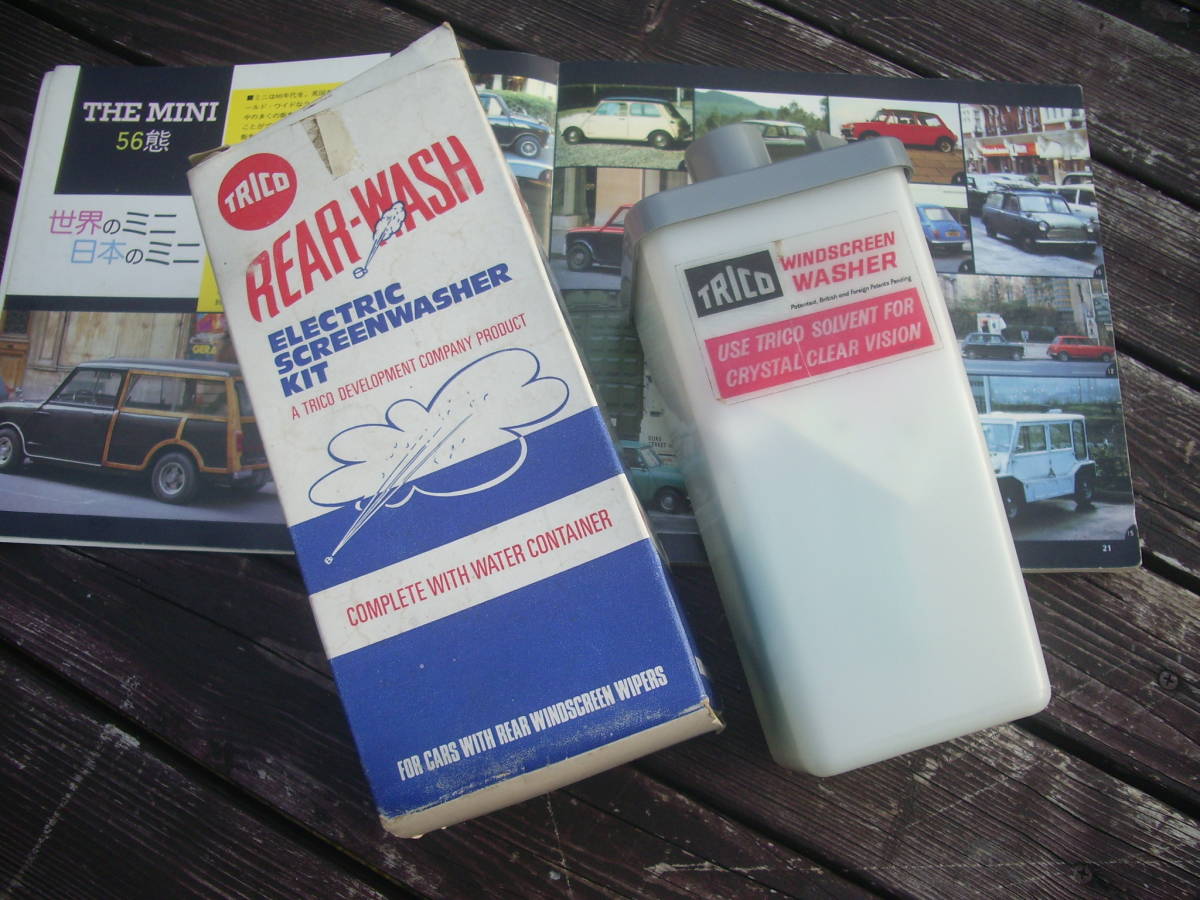 THE MINI
56態
世界のミニ
日本のミニ
TRICO
REAR-WASH
ELECTRIC
SCREENWASHER
KIT
A TRICO DEVELOPMENT COMPANY PRODUCT
COMPLETE WITH WATER CONTAINER
FOR CARS WITH REAR WINDSCREEN WIPERS
TRICO
WINDSCREEN
WASHER
Patented, British and Foreign Patents Pending
USE TRICO SOLVENT FOR
CRYSTAL CLEAR VISION
21